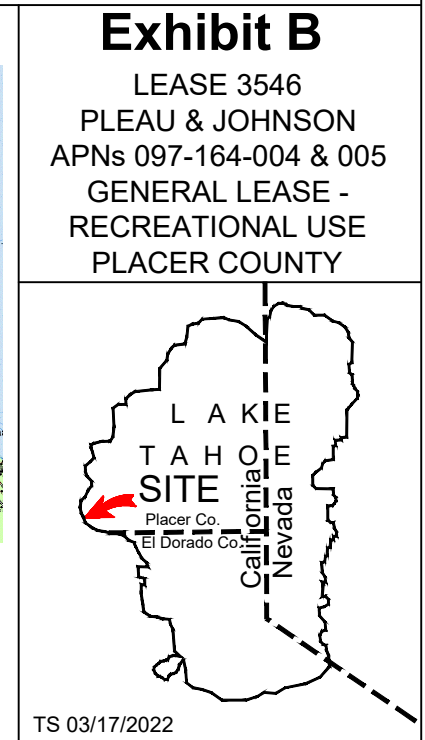 Exhibit B
LEASE 3546
PLEAU & JOHNSON
APNs 097-164-004 & 005
GENERAL LEASE -
RECREATIONAL USE
PLACER COUNTY
L A K E
T A H O E
SITE
Placer Co.
El Dorado Co.
California
Nevada
TS 03/17/2022